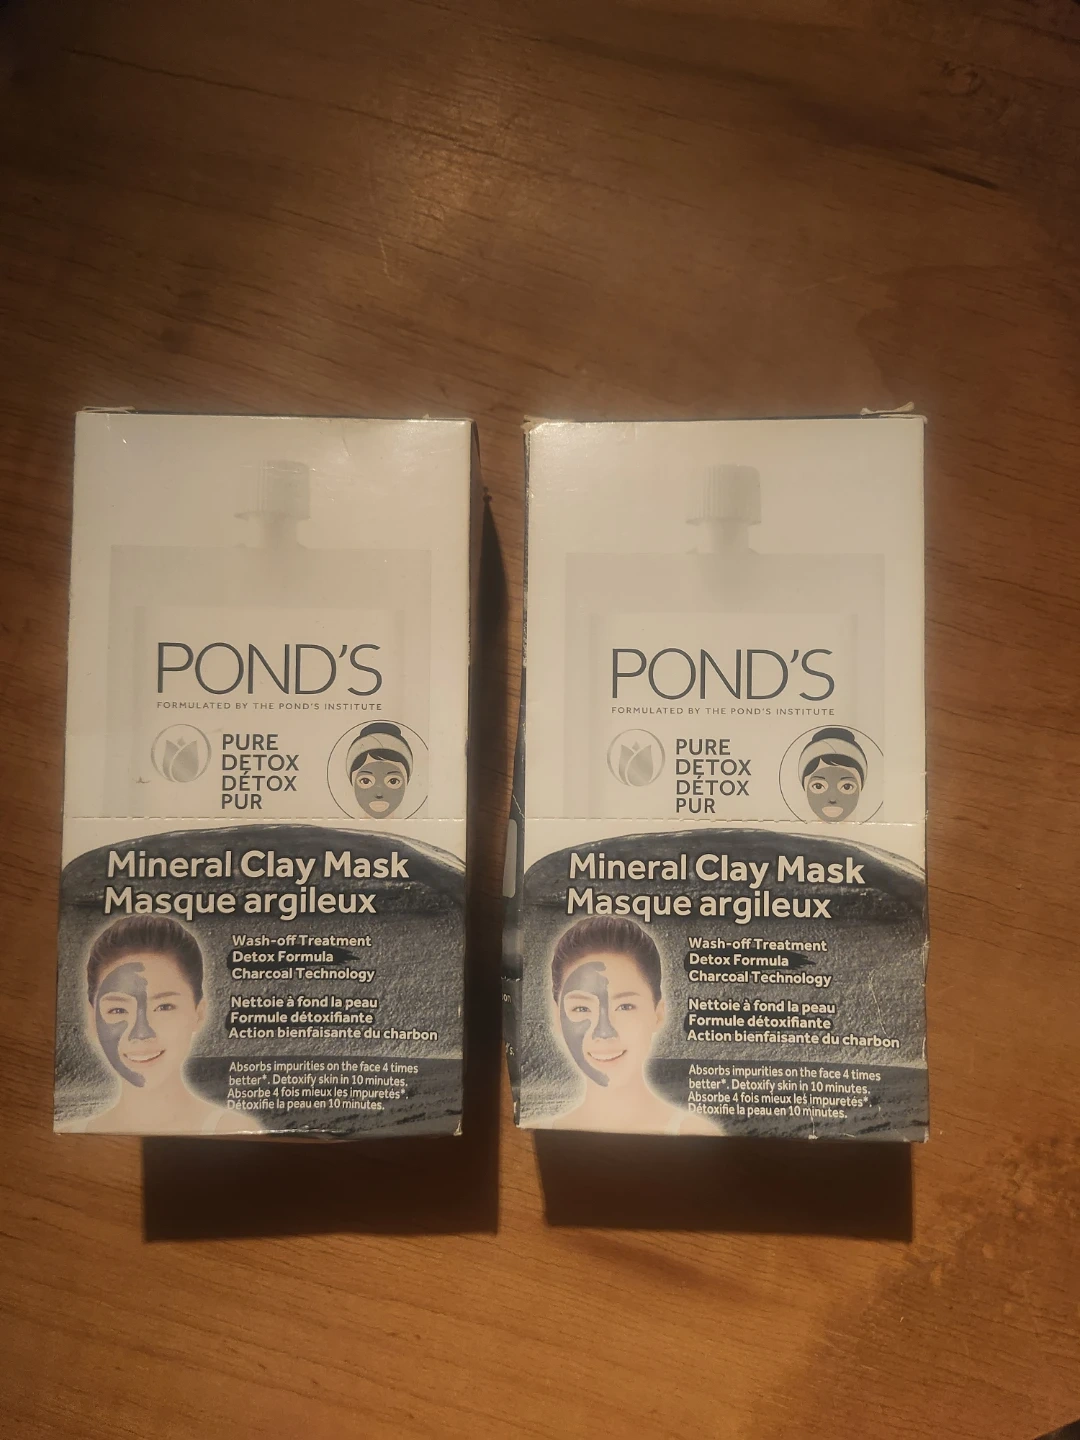 POND'S
FORMULATED BY THE POND'S INSTITUTE
PURE
DETOX
DÉTOX
PUR
Mineral Clay Mask
Masque argileux
Wash-off Treatment
Detox Formula
Charcoal Technology
Nettoie à fond la peau
Formule détoxifiante
Action bienfaisante du charbon
Absorbs impurities on the face 4 times
better*. Detoxify skin in 10 minutes.
Absorbe 4 fois mieux les impuretés*.
Détoxifie la peau en 10 minutes.
POND'S
FORMULATED BY THE POND'S INSTITUTE
PURE
DETOX
DÉTOX
PUR
Mineral Clay Mask
Masque argileux
Wash-off Treatment
Detox Formula
Charcoal Technology
Nettoie à fond la peau
Formule détoxifiante
Action bienfaisante du charbon
Absorbs impurities on the face 4 times
better*. Detoxify skin in 10 minutes.
Absorbe 4 fois mieux les impuretés*.
Détoxifie la peau en 10 minutes.